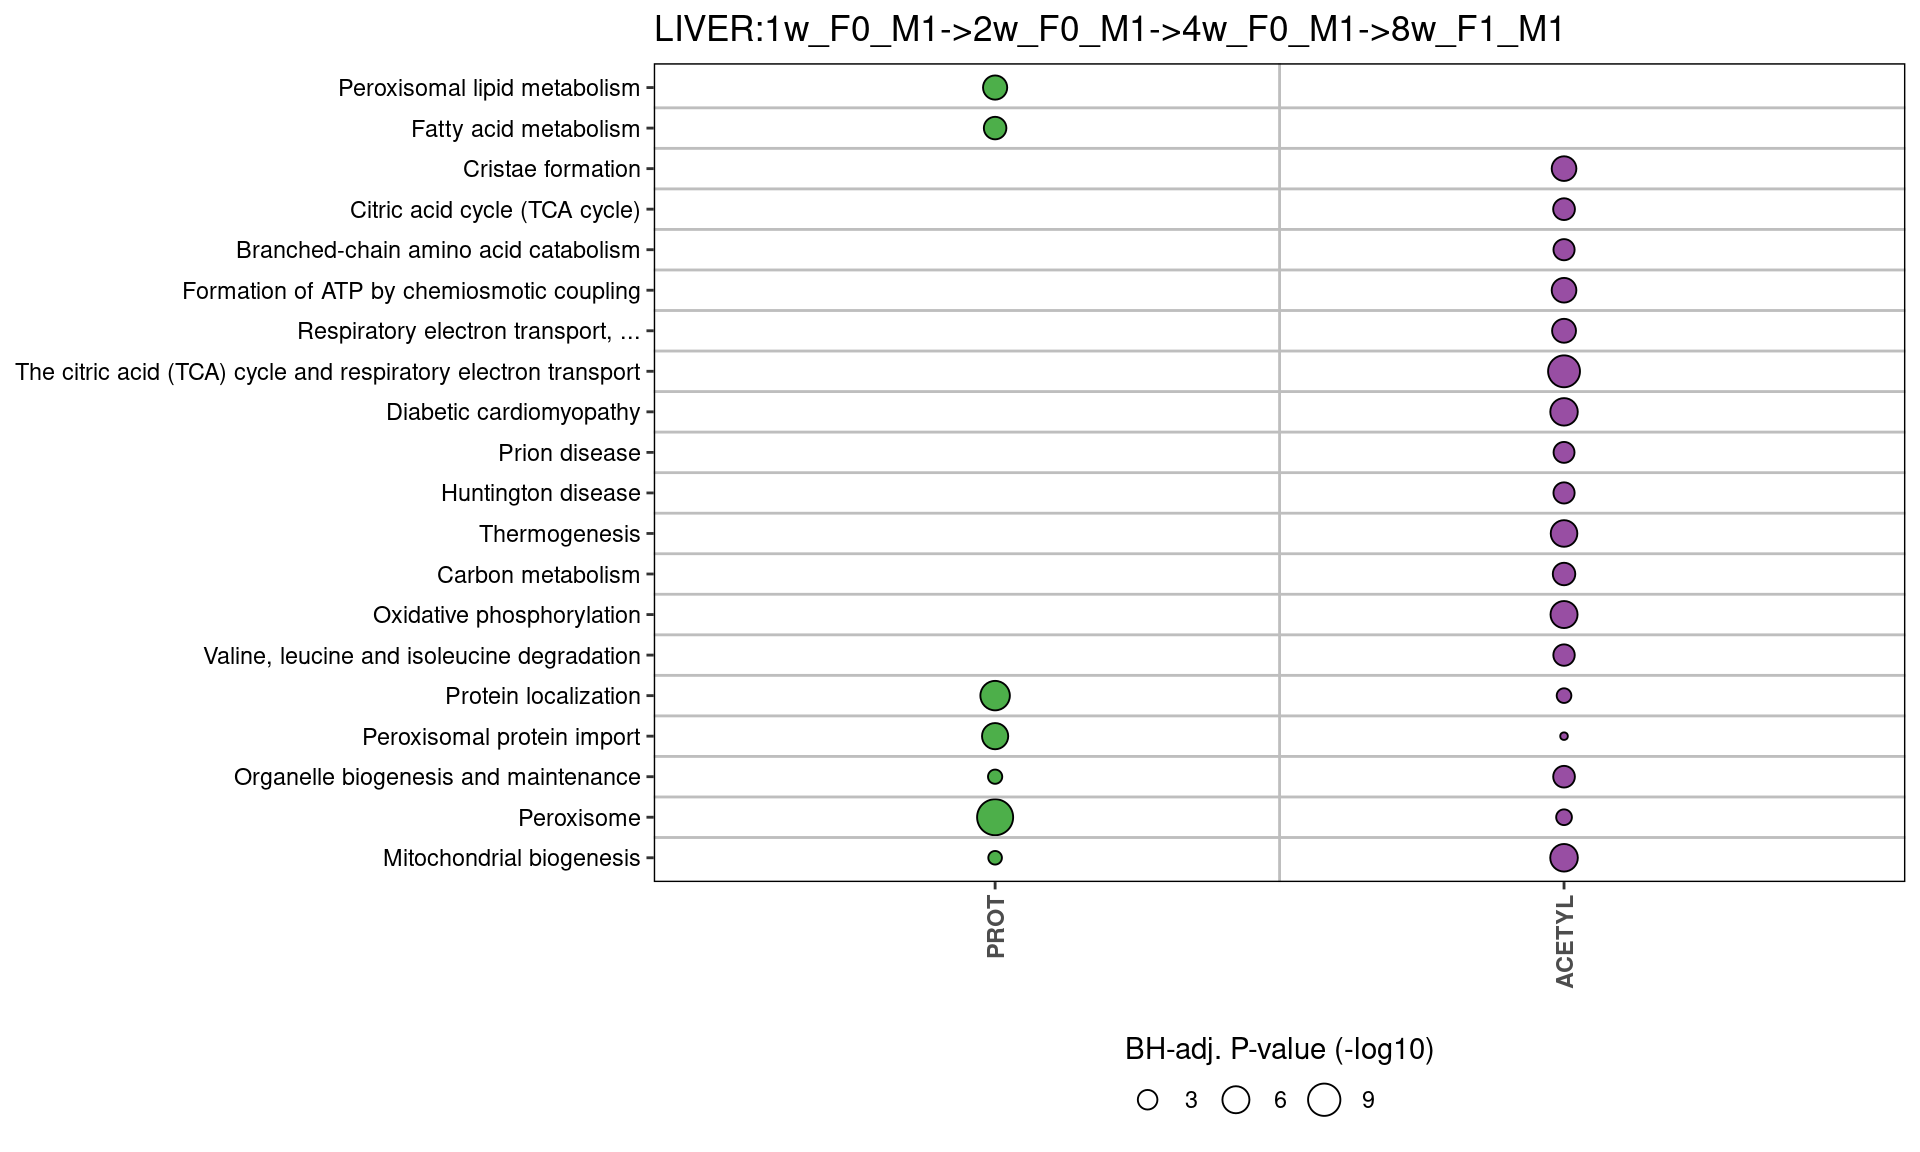 LIVER:1w_F0_M1->2w_F0_M1->4w_F0_M1->8w_F1_M1
Peroxisomal lipid metabolism
Fatty acid metabolism
Cristae formation
Citric acid cycle (TCA cycle)
Branched-chain amino acid catabolism
Formation of ATP by chemiosmotic coupling
Respiratory electron transport, ...
The citric acid (TCA) cycle and respiratory electron transport
Diabetic cardiomyopathy
Prion disease
Huntington disease
Thermogenesis
Carbon metabolism
Oxidative phosphorylation
Valine, leucine and isoleucine degradation
Protein localization
Peroxisomal protein import
Organelle biogenesis and maintenance
Peroxisome
Mitochondrial biogenesis
PROT
ACETYL
BH-adj. P-value (-log10)
3 6 9